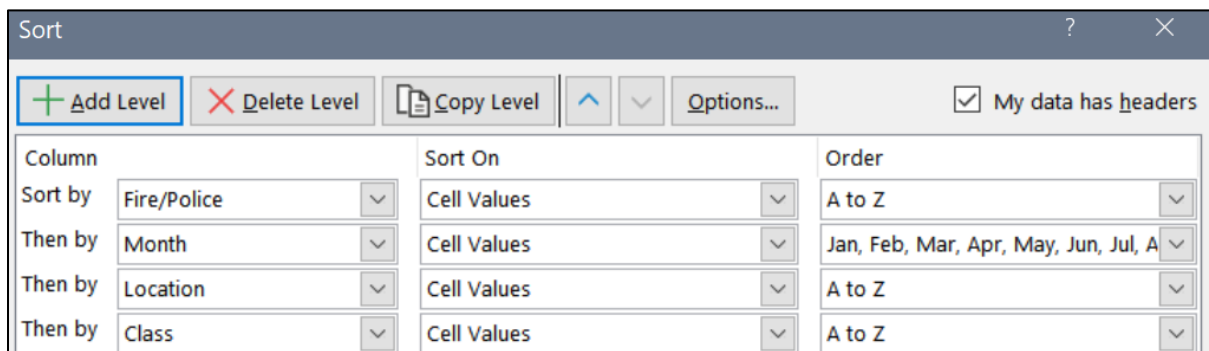 Sort ?
Add Level Delete Level Copy Level Options... My data has headers
Column Sort On Order
Sort by Fire/Police Cell Values A to Z
Then by Month Cell Values Jan, Feb, Mar, Apr, May, Jun, Jul, A
Then by Location Cell Values A to Z
Then by Class Cell Values A to Z